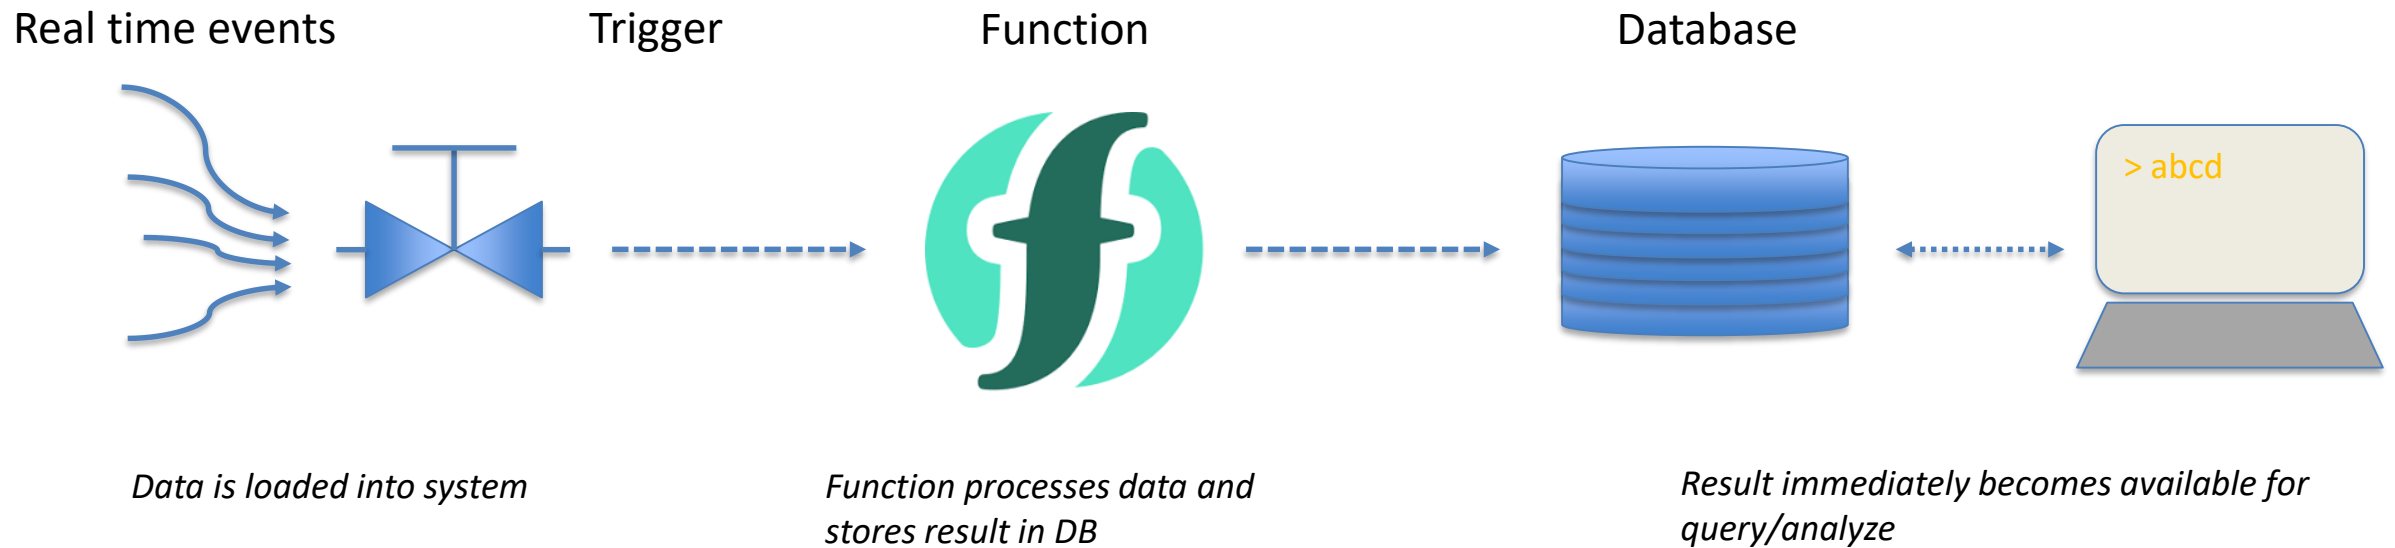 Real time events
Trigger
Function
Database
> abcd
Data is loaded into system
Function processes data and
stores result in DB
Result immediately becomes available for
query/analyze